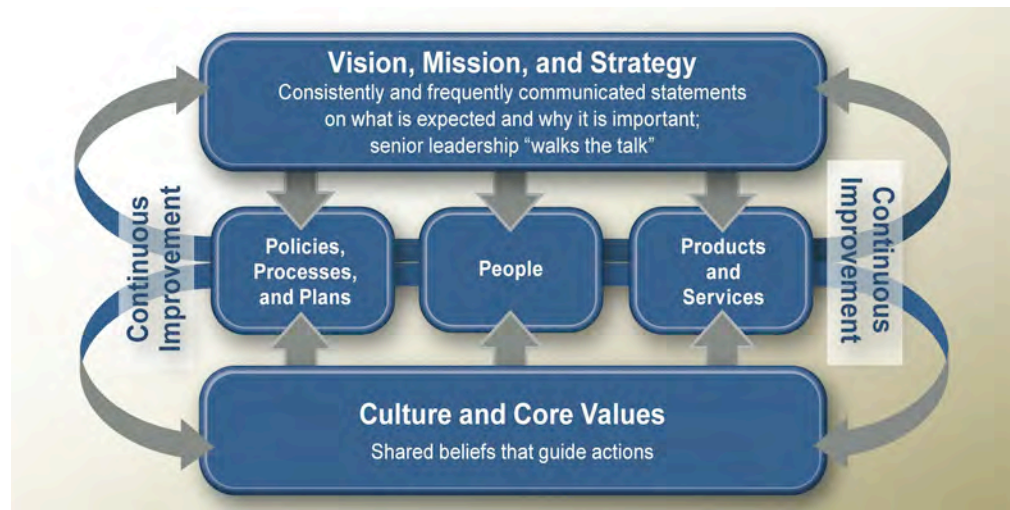 Vision, Mission, and Strategy
Consistently and frequently communicated statements
on what is expected and why it is important;
senior leadership “walks the talk”
Continuous
Improvement
Policies,
Processes,
and Plans
People
Products
and
Services
Continuous
Improvement
Culture and Core Values
Shared beliefs that guide actions